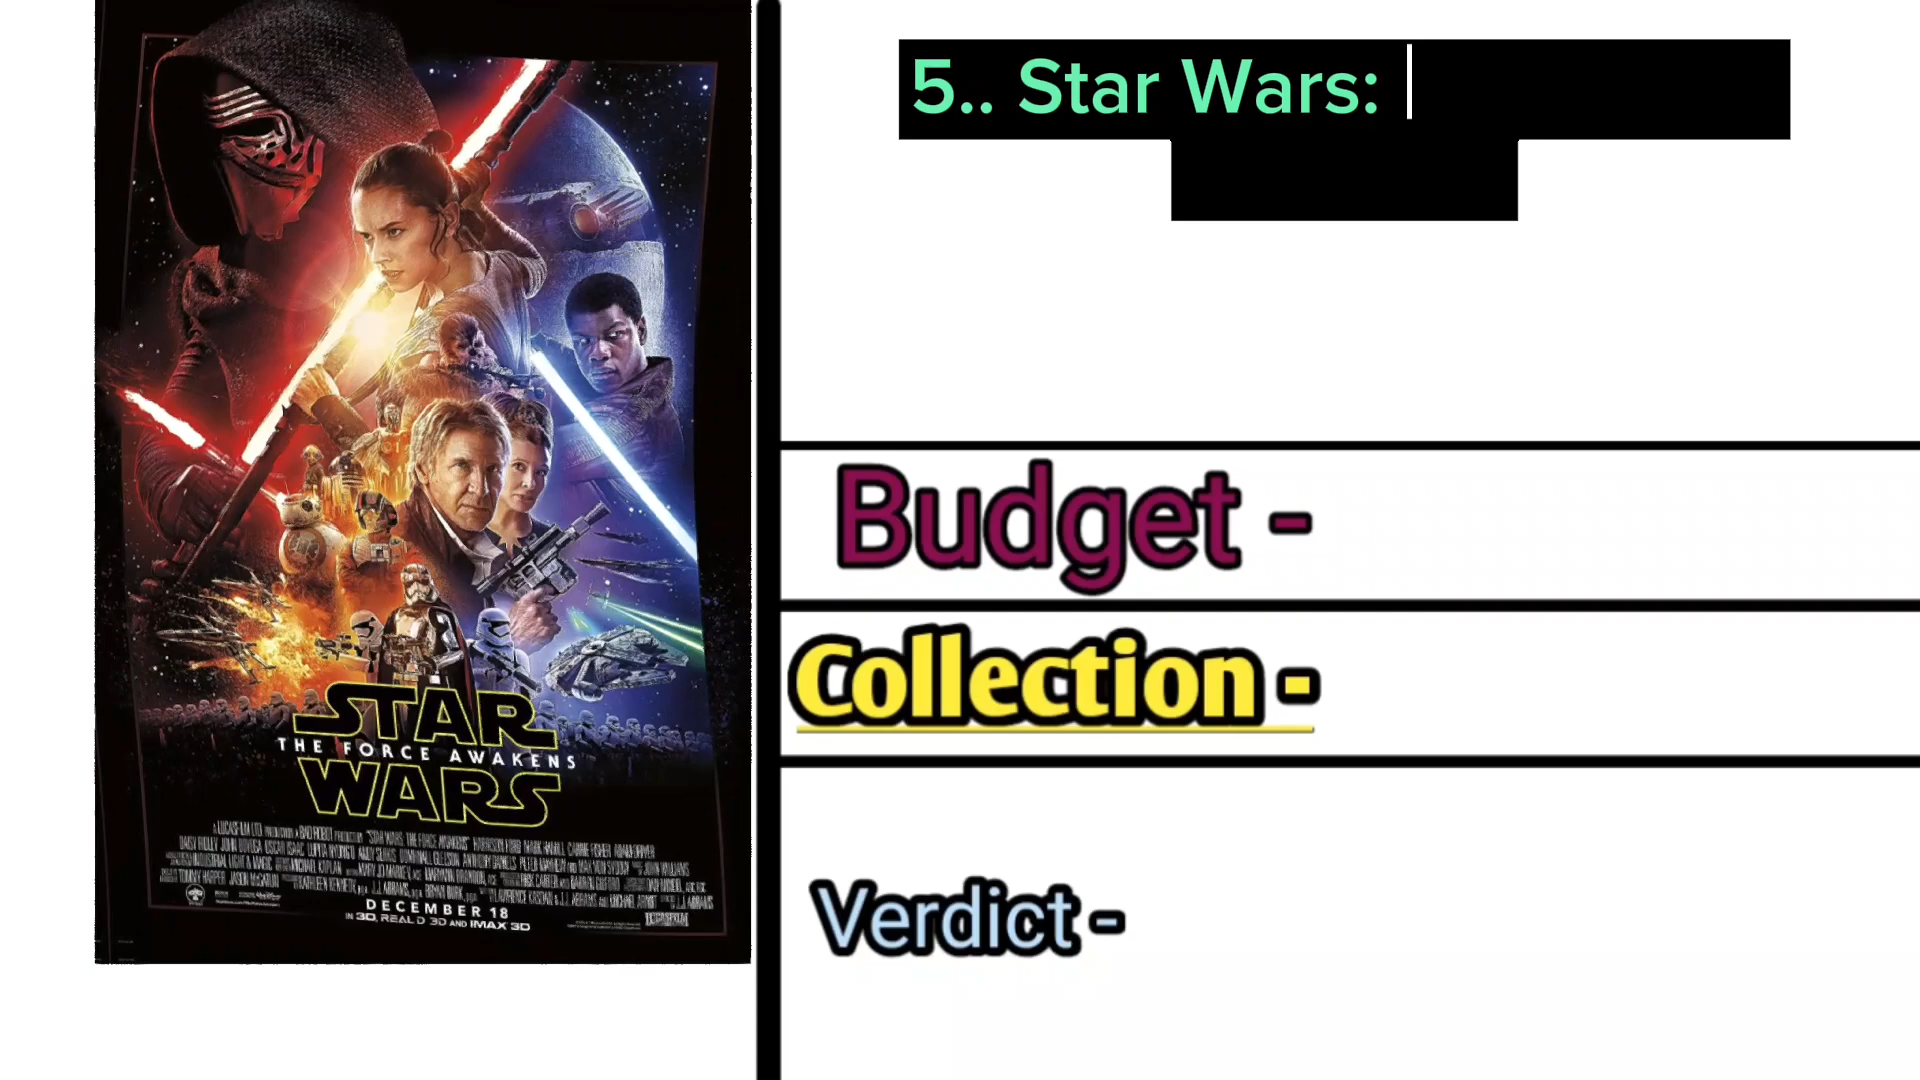 5.. Star Wars:
Budget -
Collection -
Verdict -
STAR
THE FORCE AWAKENS
WARS
DECEMBER 18
IN 3D, REAL D 3D AND IMAX 3D
LUCASFILM